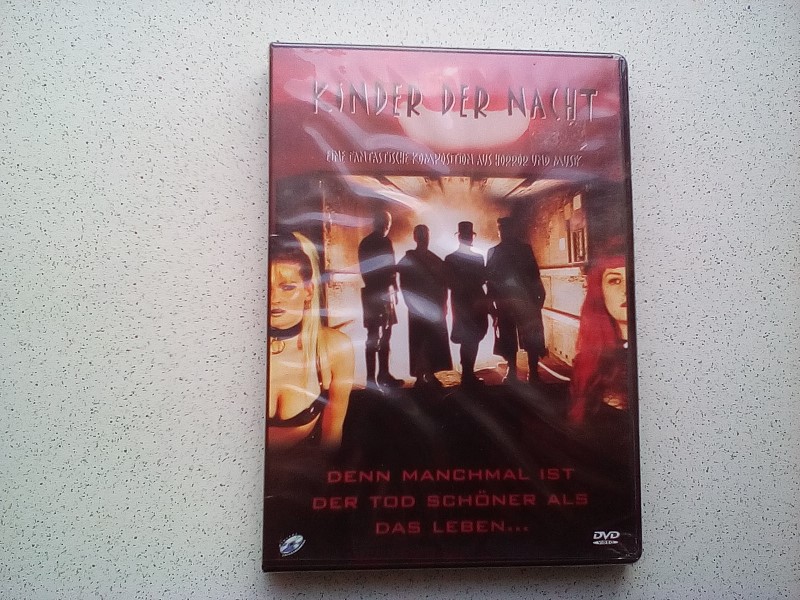 KINDER DER NACHT
EINE FANTASTISCHE KOMPOSITION AUS HORROR UND MUSIK
DENN MANCHMAL IST
DER TOD SCHÖNER ALS
DAS LEBEN...
DVD
VIDEO